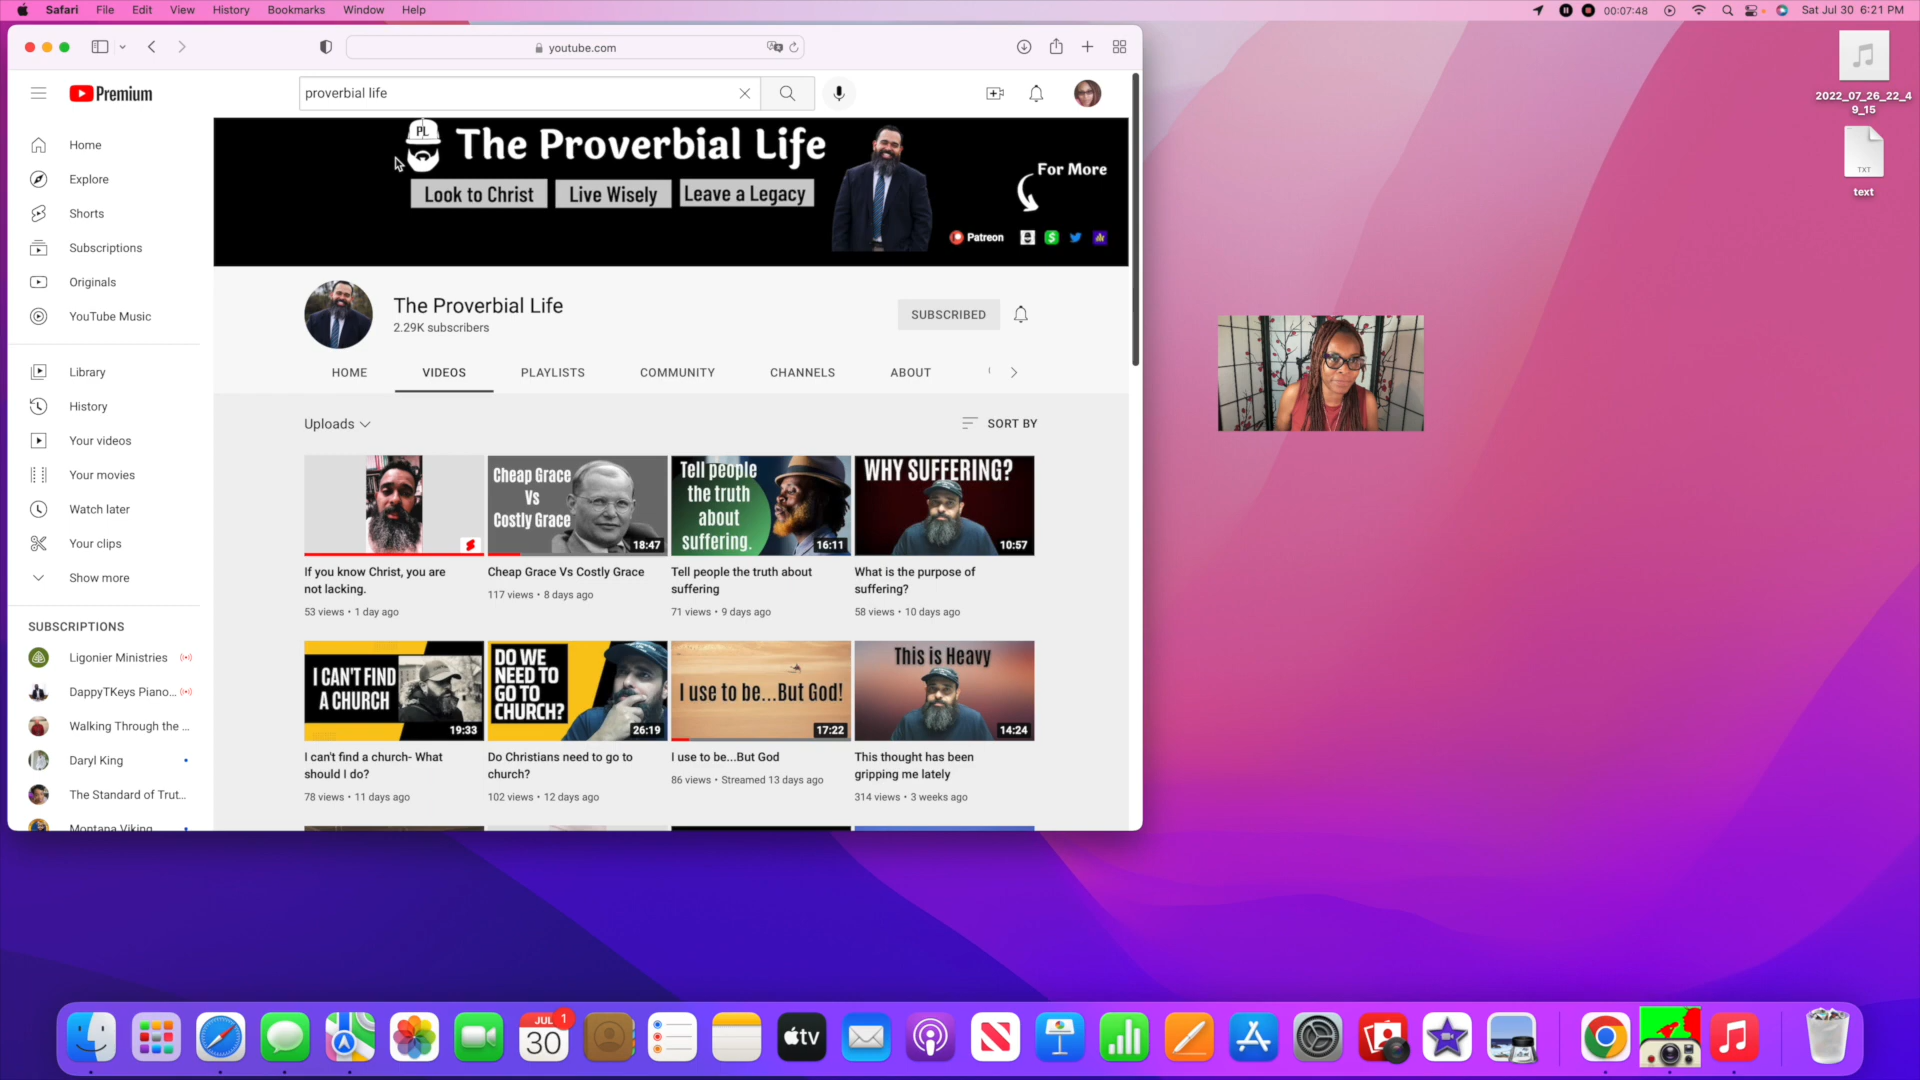 Safari File Edit View History Bookmarks Window Help
00:07:48
Sat Jul 30 6:21 PM
youtube.com
Premium
proverbial life
2022_07_26_22_4
9_15
TXT
text
Home
Explore
Shorts
Subscriptions
Originals
YouTube Music
Library
History
Your videos
Your movies
Watch later
Your clips
Show more
SUBSCRIPTIONS
Ligonier Ministries
DappyTKeys Piano...
Walking Through the ...
Daryl King
The Standard of Trut...
Montana Viking
PL
The Proverbial Life
Look to Christ
Live Wisely
Leave a Legacy
For More
Patreon
The Proverbial Life
2.29K subscribers
SUBSCRIBED
HOME VIDEOS PLAYLISTS COMMUNITY CHANNELS ABOUT
Uploads
SORT BY
Cheap Grace
Vs
Costly Grace
18:47
Tell people
the truth
about
suffering.
16:11
WHY SUFFERING?
10:57
If you know Christ, you are
not lacking.
53 views • 1 day ago
Cheap Grace Vs Costly Grace
117 views • 8 days ago
Tell people the truth about
suffering
71 views • 9 days ago
What is the purpose of
suffering?
58 views • 10 days ago
I CAN'T FIND
A CHURCH
19:33
DO WE
NEED TO
GO TO
CHURCH?
26:19
I use to be...But God!
17:22
This is Heavy
14:24
I can't find a church- What
should I do?
78 views • 11 days ago
Do Christians need to go to
church?
102 views • 12 days ago
I use to be...But God
86 views • Streamed 13 days ago
This thought has been
gripping me lately
314 views • 3 weeks ago
JUL
1
30
tv